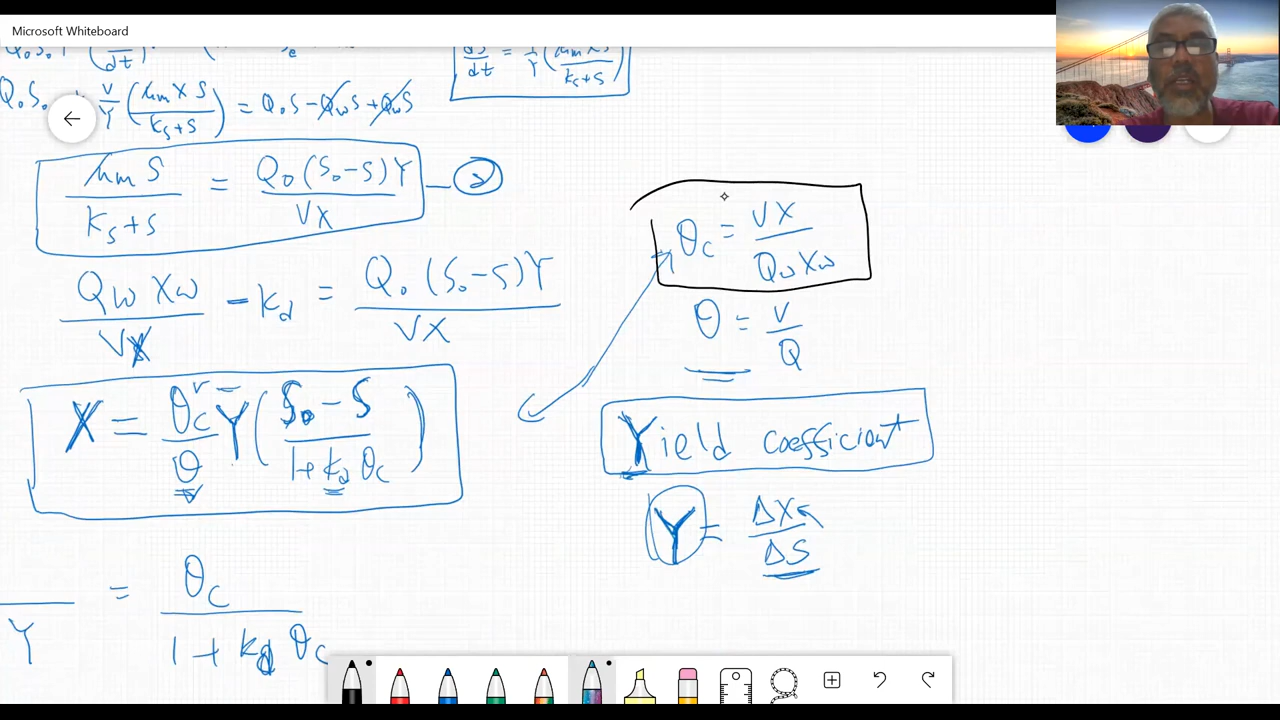 Microsoft Whiteboard
dS/dt = 1/Y (μm X S / Ks+S)
V/Y (μm X S / Ks+S) = Q₀S - QwS + QwS
μm S / Ks+S = Q₀(S₀-S)Y / VX — ②
Qw Xw / VX - kd = Q₀(S₀-S)Y / VX
θc = VX / Qw Xw
θ = V / Q
X = θc/θ Y (S₀-S / 1+kd θc)
Yield coefficient
Y = ΔX / ΔS
Y = θc / 1+kd θc